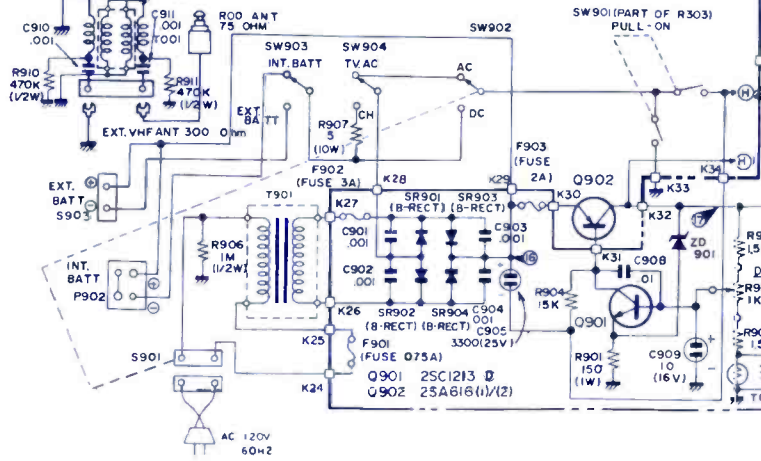 C910
.001
C911
.001
T001
ROD ANT
75 OHM
R910
470K
(1/2W)
R911
470K
(1/2W)
EXT. VHF ANT 300 Ohm
SW903
INT. BATT
EXT.
BATT
SW904
TV. AC
CH
R907
5
(10W)
F902
(FUSE 3A)
SW902
AC
DC
SW901 (PART OF R303)
PULL-ON
H
H
F903
(FUSE
2A)
K28
K29
K30
Q902
K33
K34
K32
K31
17
ZD
901
EXT.
BATT
S903
+
−
INT.
BATT
P902
+
−
T901
R906
1M
(1/2W)
K27
C901
.001
C902
.001
SR901
(B-RECT)
SR903
(B-RECT)
C903
.001
16
SR902
(B-RECT)
SR904
(B-RECT)
C904
.001
C905
3300(25V)
K26
K25
F901
(FUSE 0.75A)
K24
R904
15K
C908
.01
Q901
R901
150
(1W)
C909
10
(16V)
+
−
Q901 2SC1213 D
Q902 2SA616(1)/(2)
S901
AC 120V
60HZ